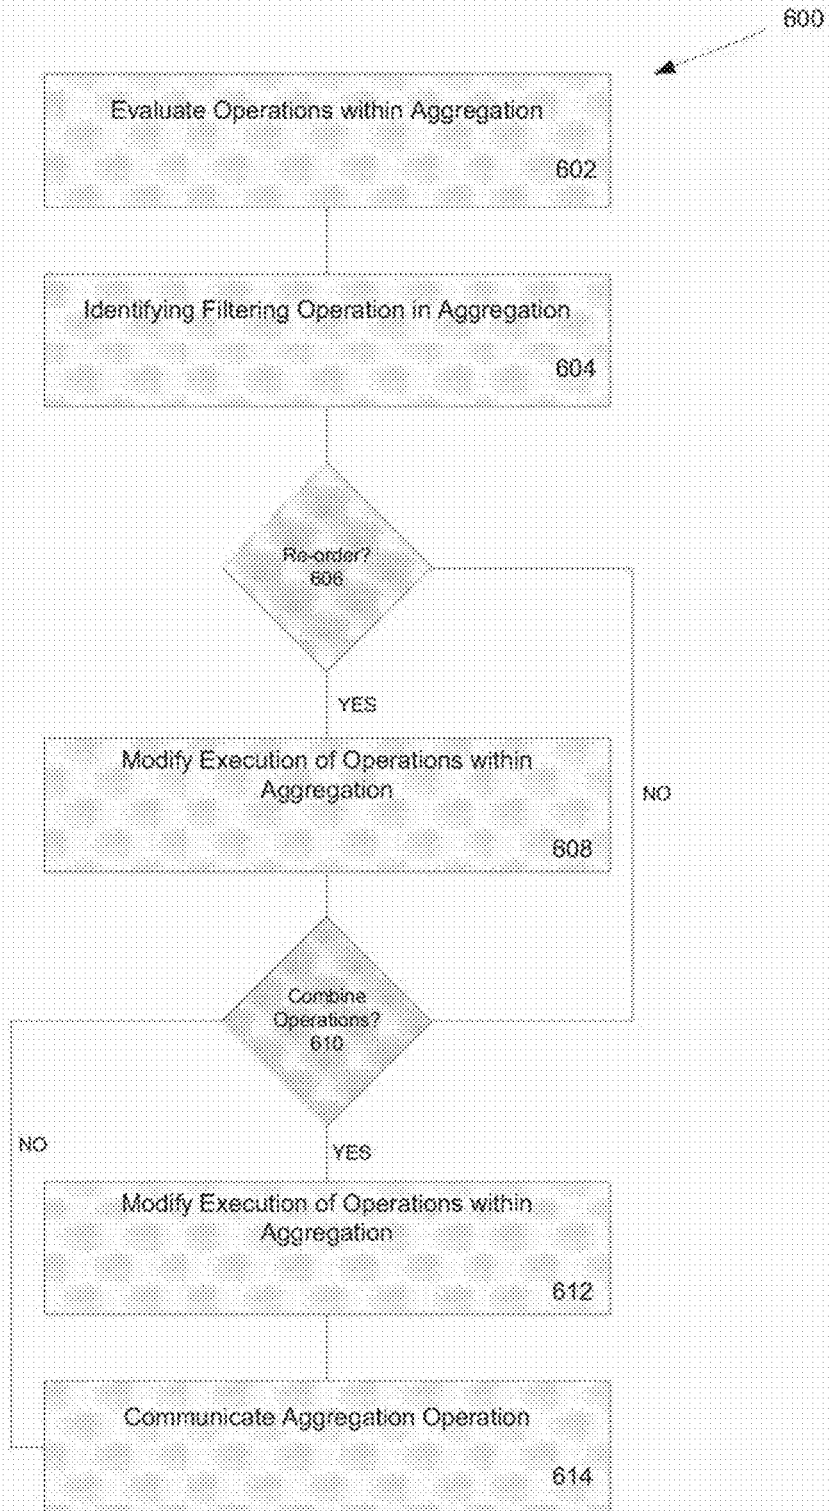 600
Evaluate Operations within Aggregation
602
Identifying Filtering Operation in Aggregation
604
Re-order?
606
YES
Modify Execution of Operations within
Aggregation
NO
608
Combine
Operations?
610
NO
YES
Modify Execution of Operations within
Aggregation
612
Communicate Aggregation Operation
614